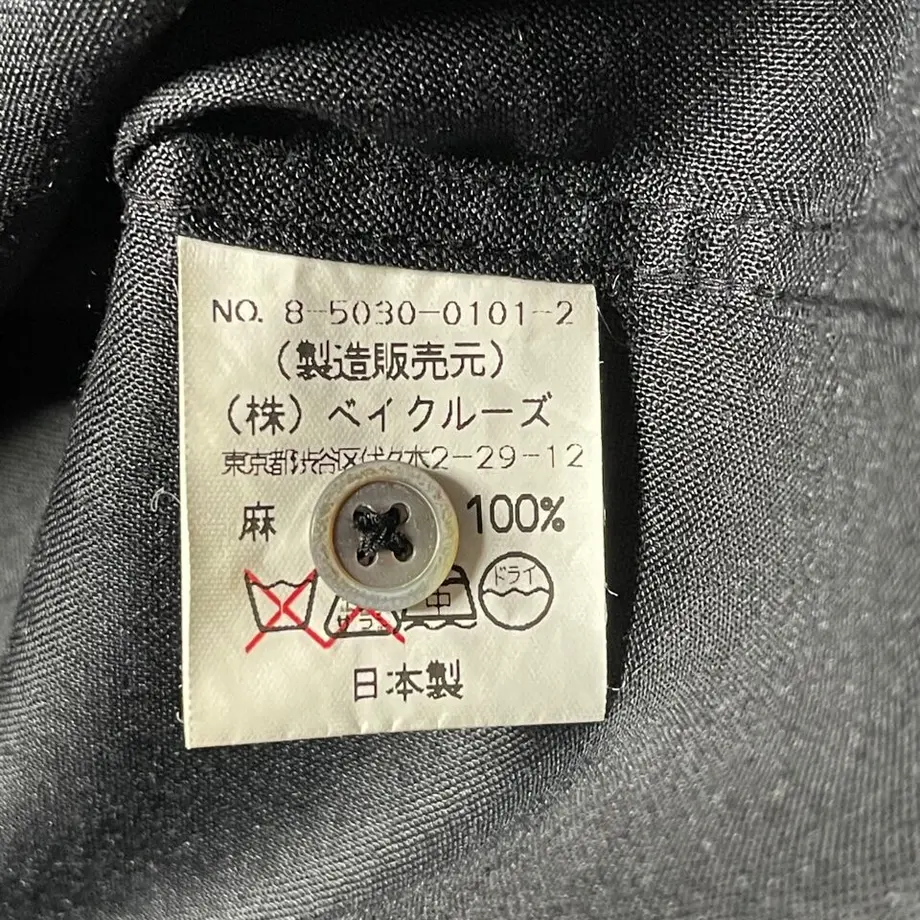 NO. 8-5030-0101-2
(製造販売元)
(株)ベイクルーズ
東京都渋谷区代々木2-29-12
麻 100%
中 ドライ
日本製